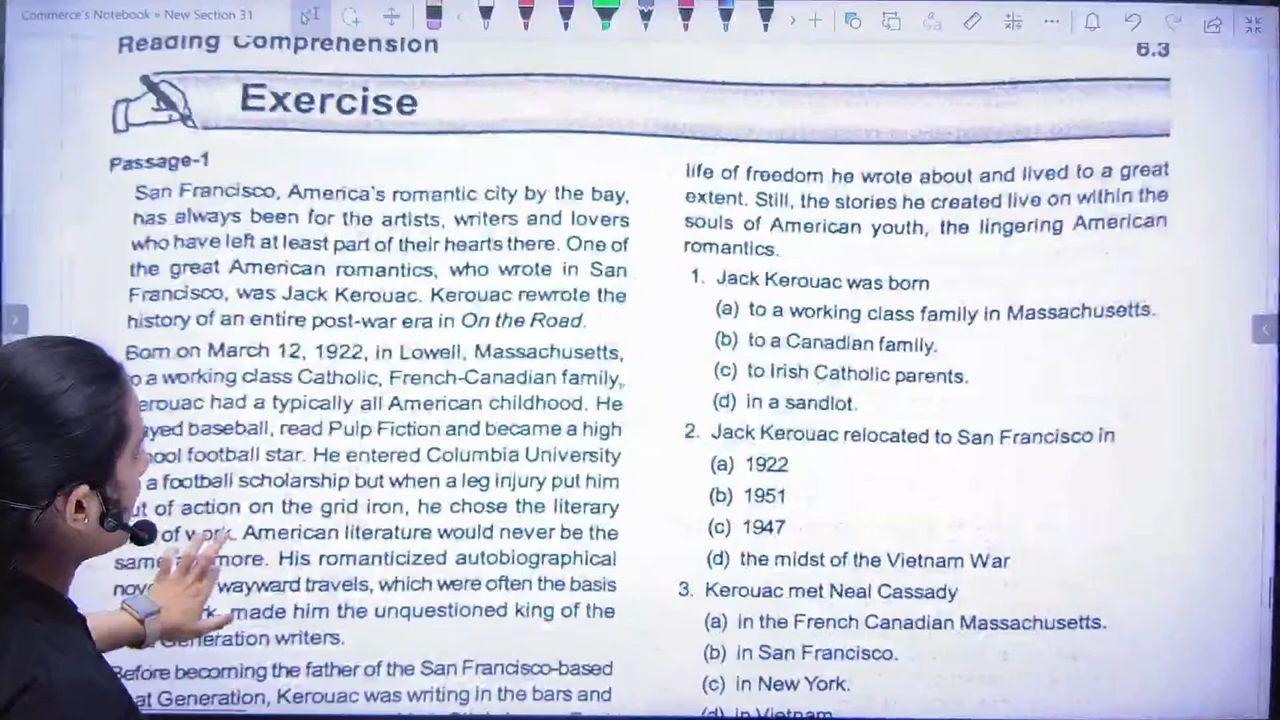 Commerce's Notebook » New Section 31
Reading Comprehension
6.3
Exercise
Passage-1
San Francisco, America's romantic city by the bay,
has always been for the artists, writers and lovers
who have left at least part of their hearts there. One of
the great American romantics, who wrote in San
Francisco, was Jack Kerouac. Kerouac rewrote the
history of an entire post-war era in On the Road.
Born on March 12, 1922, in Lowell, Massachusetts,
a working class Catholic, French-Canadian family,
had a typically all American childhood. He
baseball, read Pulp Fiction and became a high
football star. He entered Columbia University
a football scholarship but when a leg injury put him
of action on the grid iron, he chose the literary
of work. American literature would never be the
same more. His romanticized autobiographical
wayward travels, which were often the basis
made him the unquestioned king of the
Generation writers.
Before becoming the father of the San Francisco-based
Generation, Kerouac was writing in the bars and
life of freedom he wrote about and lived to a great
extent. Still, the stories he created live on within the
souls of American youth, the lingering American
romantics.
1. Jack Kerouac was born
(a) to a working class family in Massachusetts.
(b) to a Canadian family.
(c) to Irish Catholic parents.
(d) in a sandlot.
2. Jack Kerouac relocated to San Francisco in
(a) 1922
(b) 1951
(c) 1947
(d) the midst of the Vietnam War
3. Kerouac met Neal Cassady
(a) in the French Canadian Massachusetts.
(b) in San Francisco.
(c) in New York.
(d) in Vietnam